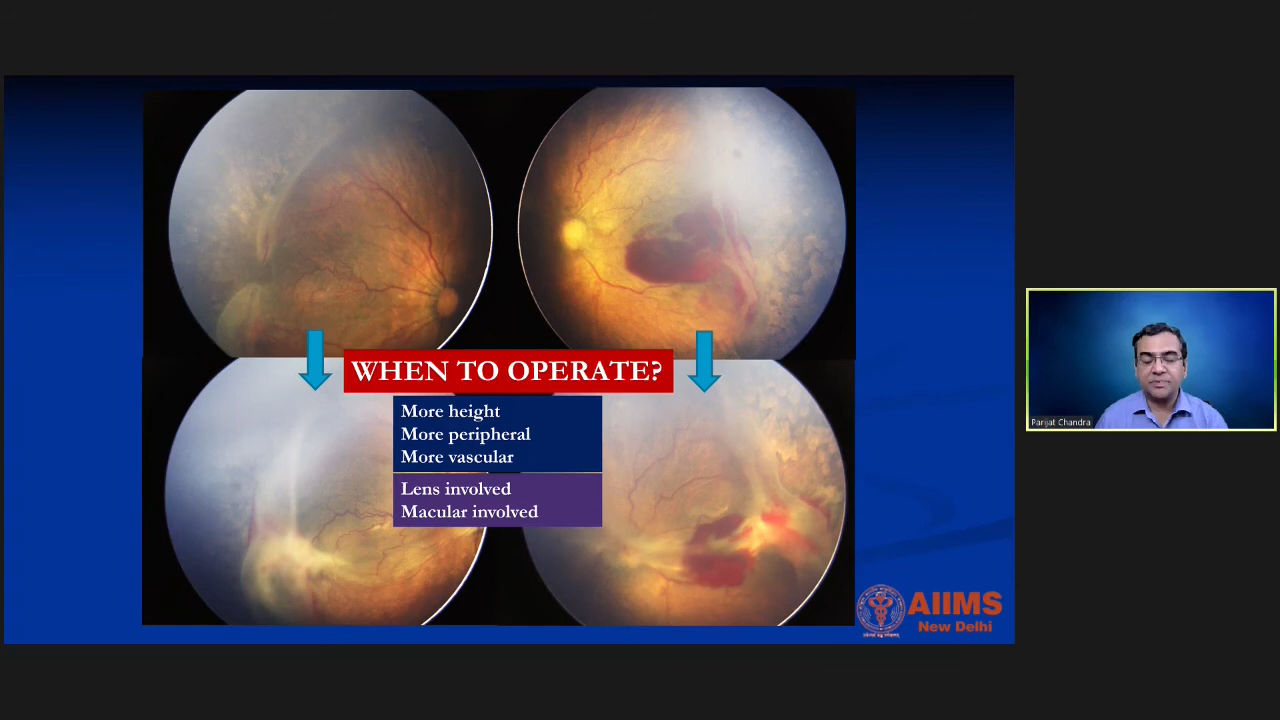 WHEN TO OPERATE?
More height
More peripheral
More vascular
Lens involved
Macular involved
AIIMS
New Delhi
Parijat Chandra